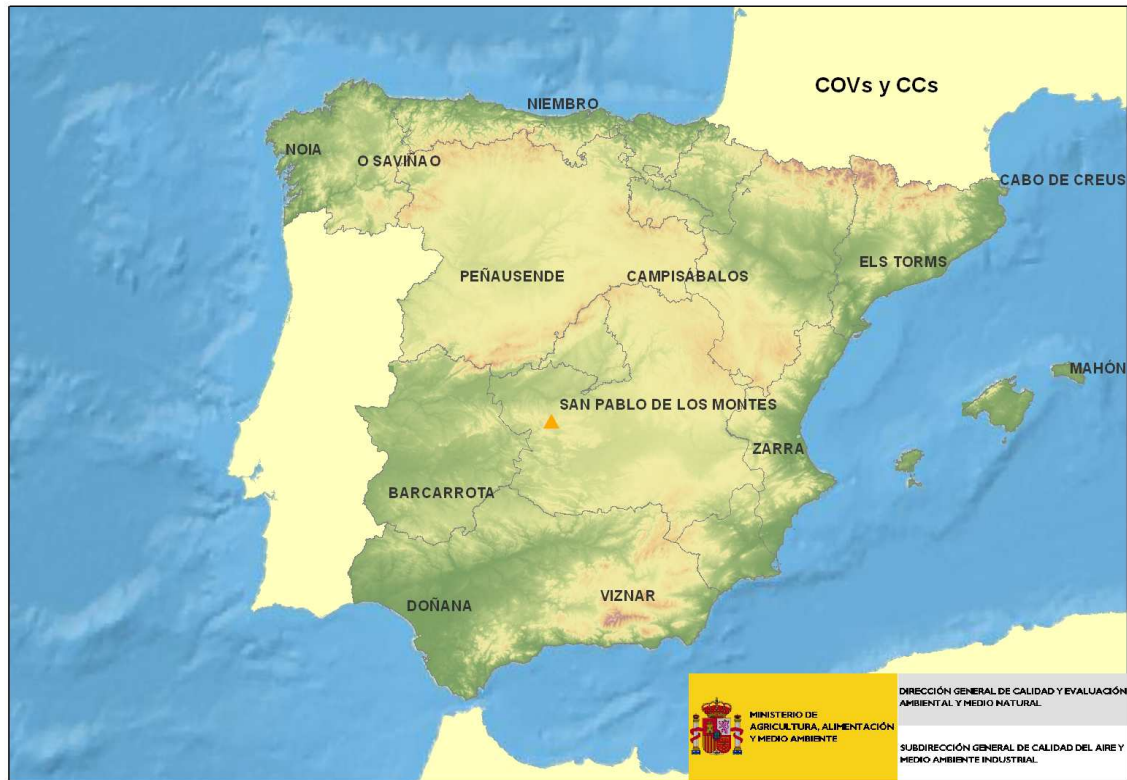 COVs y CCs
NIEMBRO
NOIA
O SAVIÑAO
CABO DE CREUS
ELS TORMS
PEÑAUSENDE
CAMPISÁBALOS
MAHÓN
SAN PABLO DE LOS MONTES
ZARRA
BARCARROTA
VIZNAR
DOÑANA
MINISTERIO DE
AGRICULTURA, ALIMENTACIÓN
Y MEDIO AMBIENTE
DIRECCIÓN GENERAL DE CALIDAD Y EVALUACIÓN
AMBIENTAL Y MEDIO NATURAL
SUBDIRECCIÓN GENERAL DE CALIDAD DEL AIRE Y
MEDIO AMBIENTE INDUSTRIAL